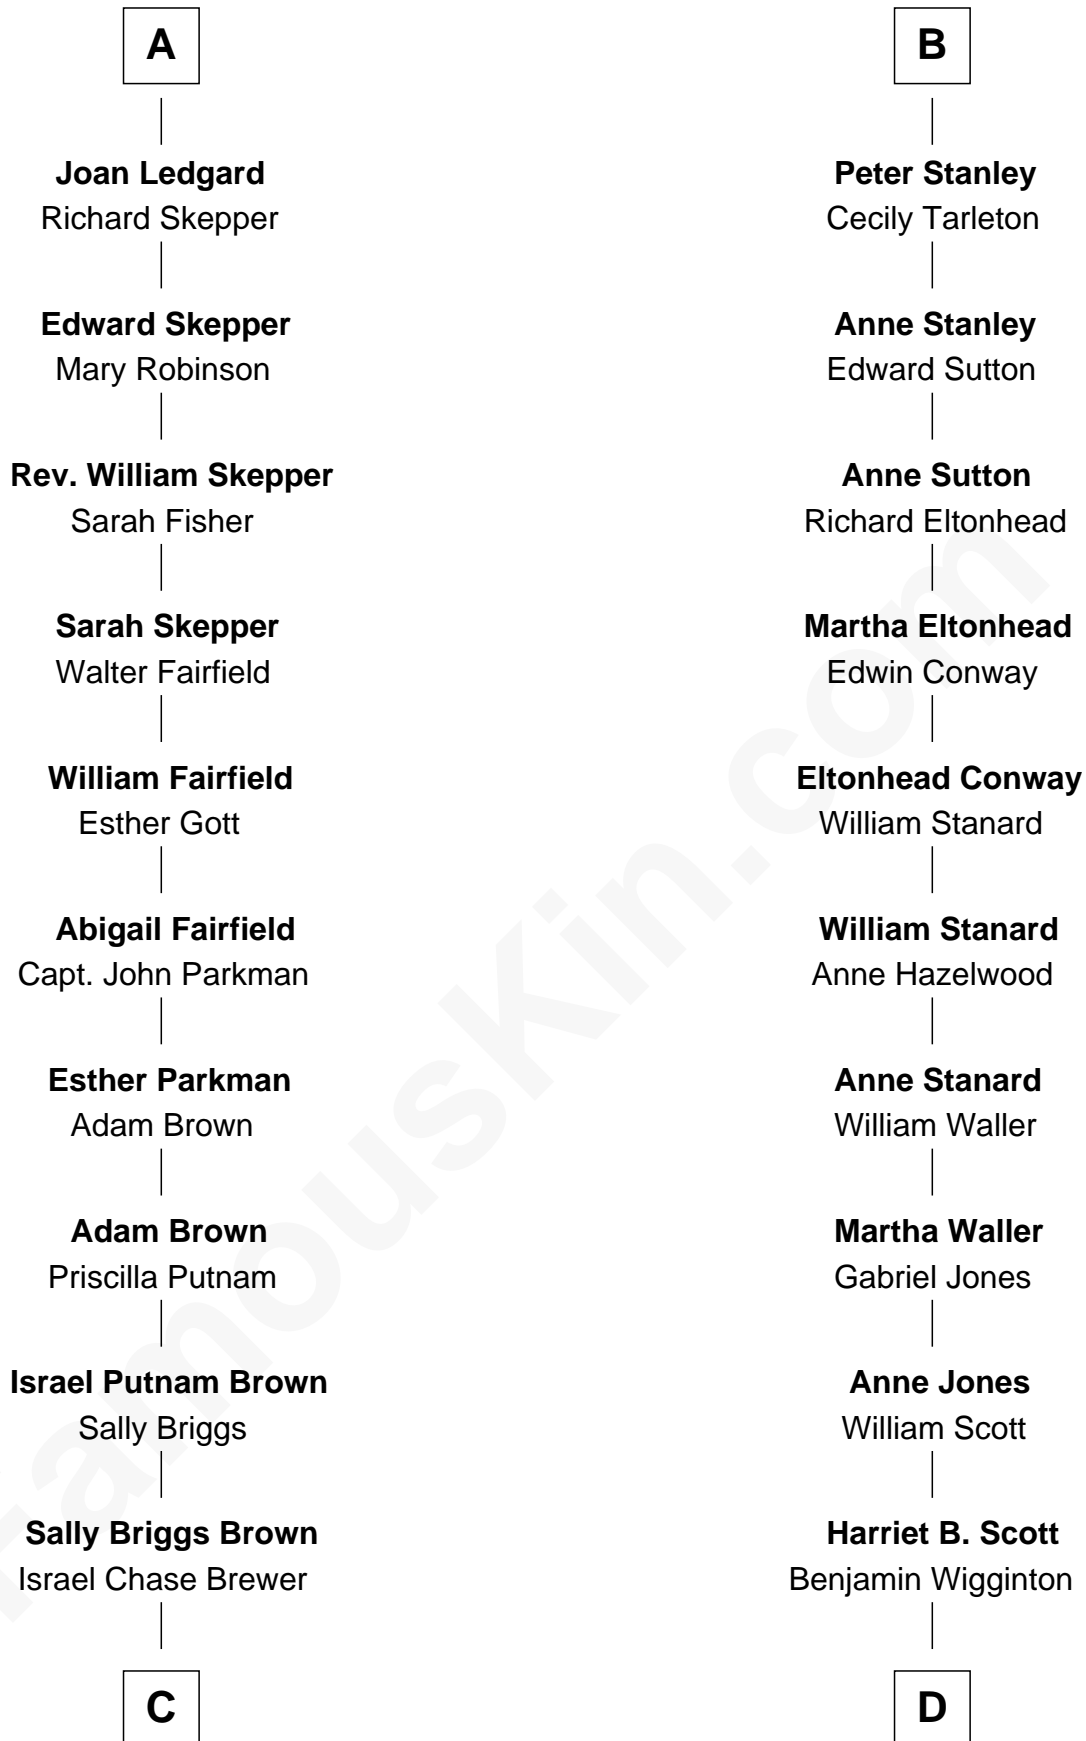 A
Joan Ledgard
Richard Skepper
Edward Skepper
Mary Robinson
Rev. William Skepper
Sarah Fisher
Sarah Skepper
Walter Fairfield
William Fairfield
Esther Gott
Abigail Fairfield
Capt. John Parkman
Esther Parkman
Adam Brown
Adam Brown
Priscilla Putnam
Israel Putnam Brown
Sally Briggs
Sally Briggs Brown
Israel Chase Brewer
C
B
Peter Stanley
Cecily Tarleton
Anne Stanley
Edward Sutton
Anne Sutton
Richard Eltonhead
Martha Eltonhead
Edwin Conway
Eltonhead Conway
William Stanard
William Stanard
Anne Hazelwood
Anne Stanard
William Waller
Martha Waller
Gabriel Jones
Anne Jones
William Scott
Harriet B. Scott
Benjamin Wigginton
D
FamousKin.com